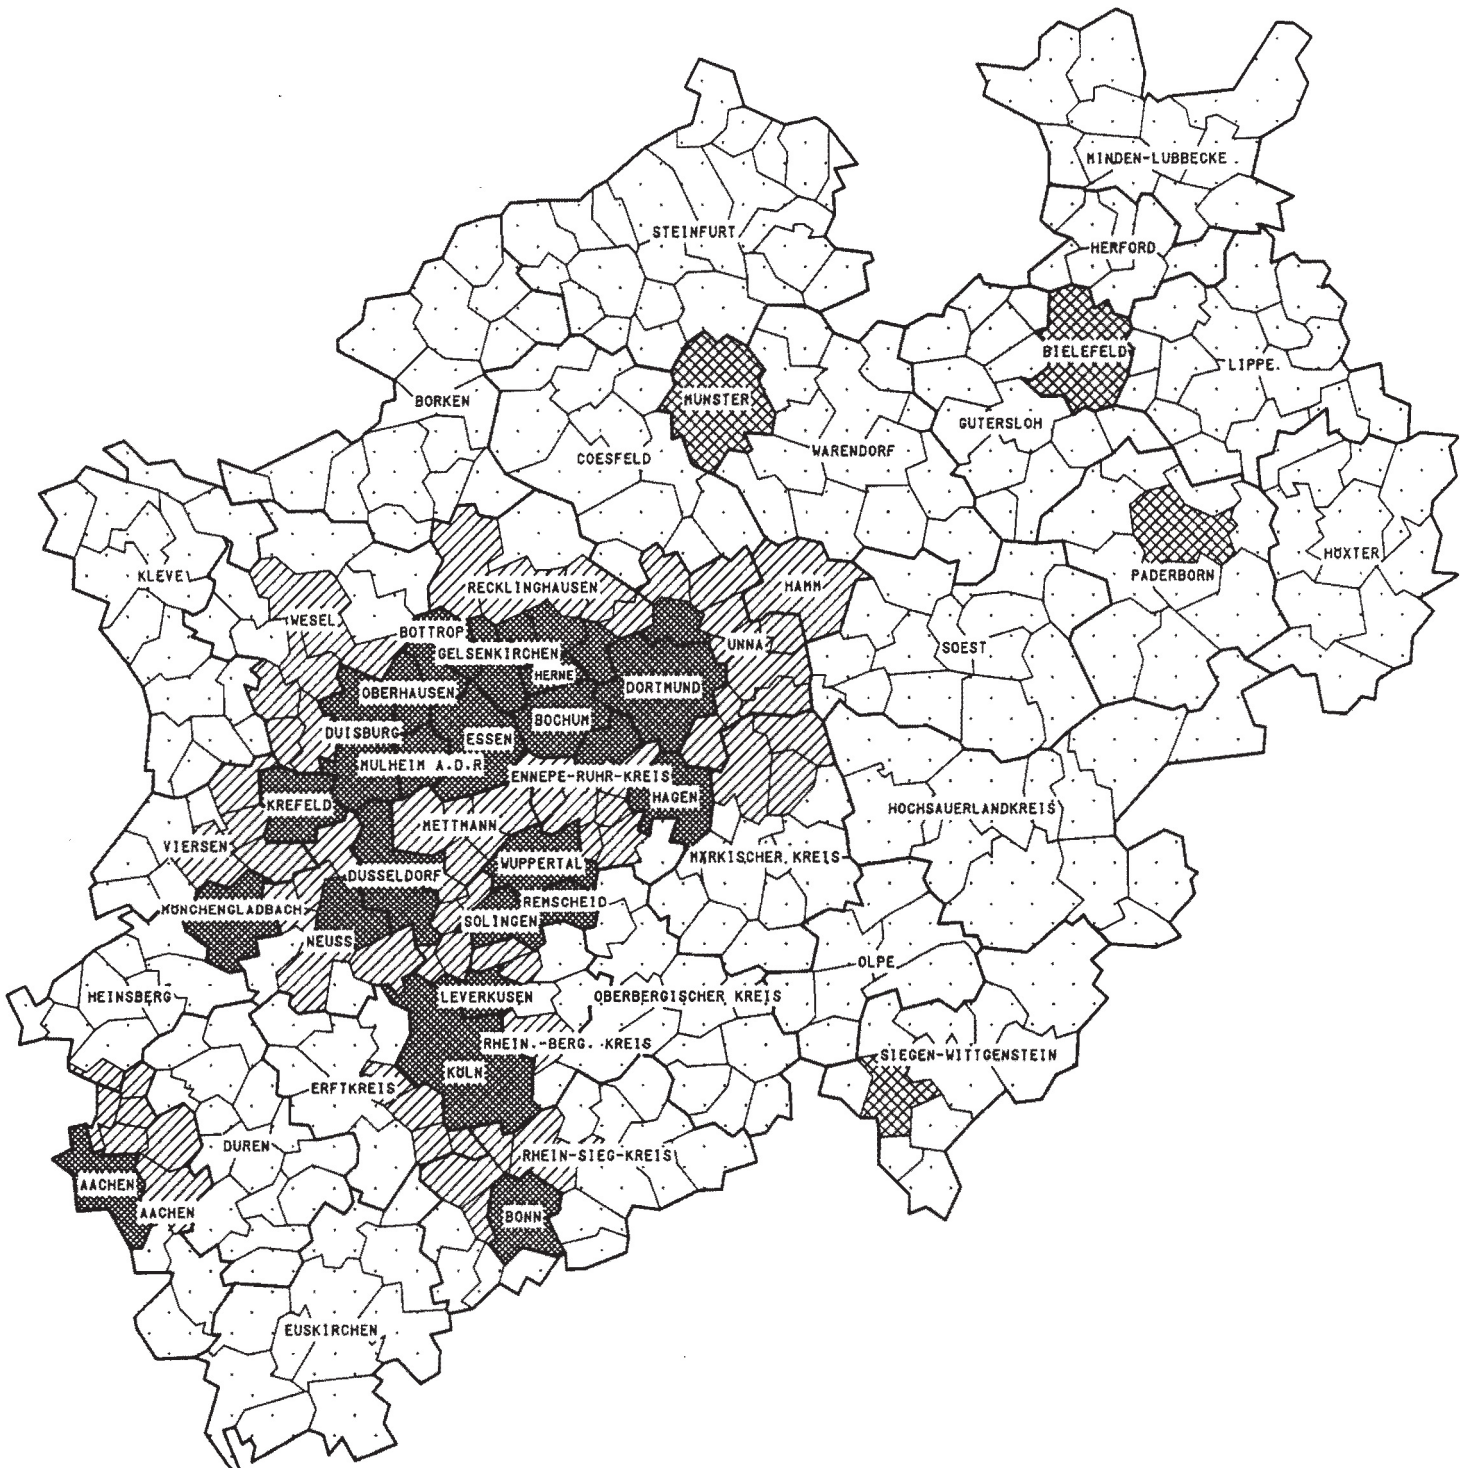 MINDEN-LUBBECKE
STEINFURT
HERFORD
BIELEFELD
LIPPE
MUNSTER
BORKEN
GUTERSLOH
WARENDORF
COESFELD
HOXTER
KLEVE
PADERBORN
RECKLINGHAUSEN
HAMM
WESEL
BOTTROP
UNNA
SOEST
GELSENKIRCHEN
HERNE
OBERHAUSEN
DORTMUND
BOCHUM
DUISBURG
ESSEN
MULHEIM A.D.R
ENNEPE-RUHR-KREIS
HAGEN
KREFELD
HOCHSAUERLANDKREIS
METTMANN
VIERSEN
MÄRKISCHER KREIS
WUPPERTAL
DUSSELDORF
REMSCHEID
MONCHENGLADBACH
SOLINGEN
NEUSS
OLPE
HEINSBERG
LEVERKUSEN
OBERBERGISCHER KREIS
RHEIN.-BERG. KREIS
SIEGEN-WITTGENSTEIN
KOLN
ERFTKREIS
DUREN
RHEIN-SIEG-KREIS
AACHEN
AACHEN
BONN
EUSKIRCHEN